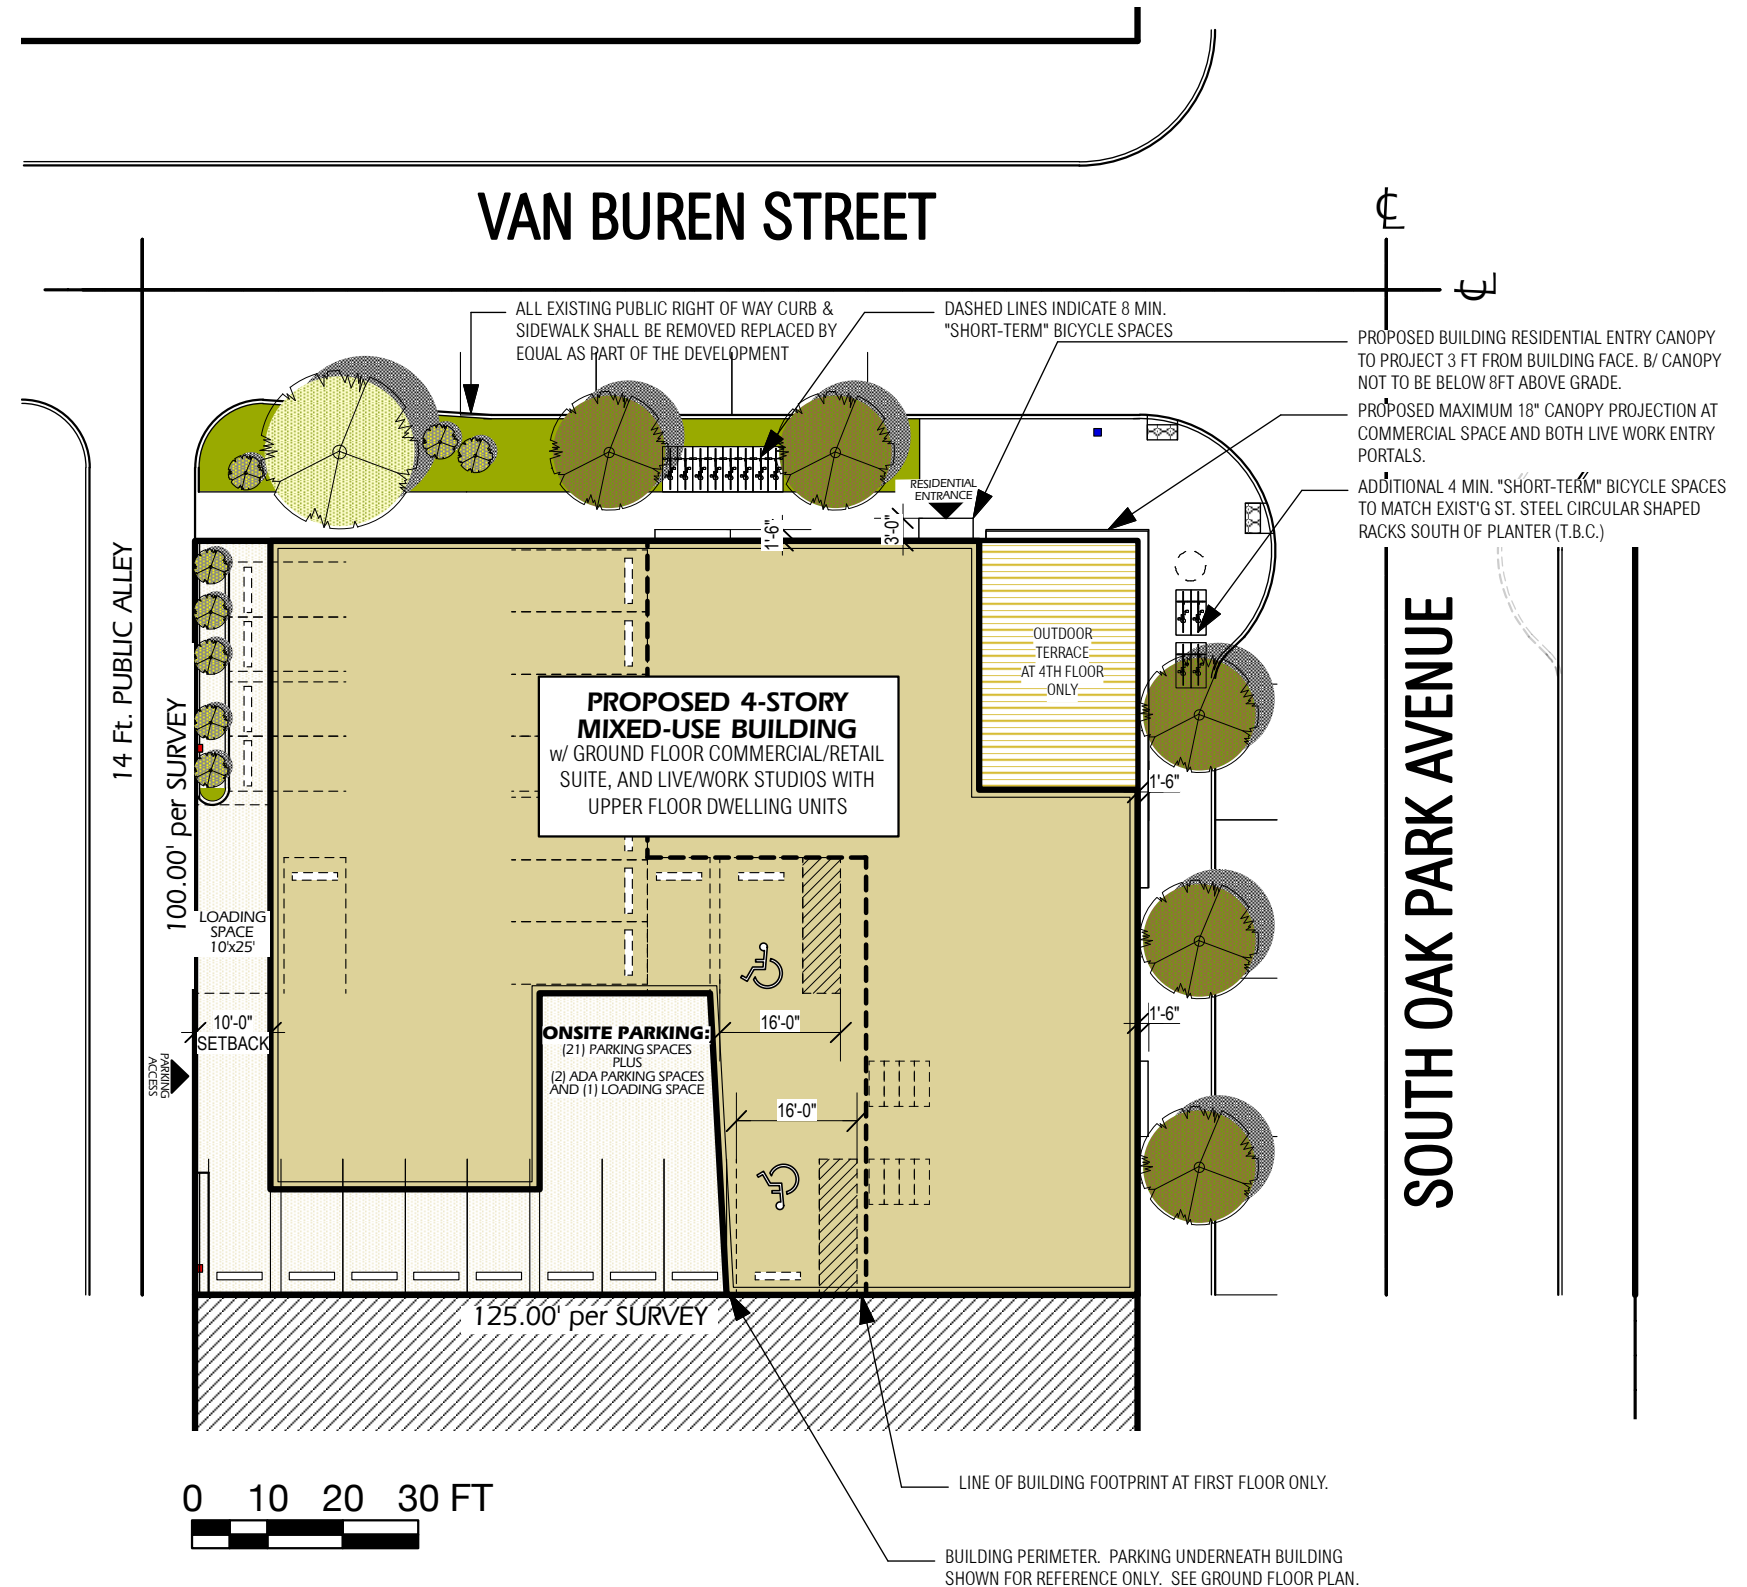 VAN BUREN STREET
ALL EXISTING PUBLIC RIGHT OF WAY CURB &
SIDEWALK SHALL BE REMOVED REPLACED BY
EQUAL AS PART OF THE DEVELOPMENT
DASHED LINES INDICATE 8 MIN.
"SHORT-TERM" BICYCLE SPACES
PROPOSED BUILDING RESIDENTIAL ENTRY CANOPY
TO PROJECT 3 FT FROM BUILDING FACE. B/ CANOPY
NOT TO BE BELOW 8FT ABOVE GRADE.
PROPOSED MAXIMUM 18" CANOPY PROJECTION AT
COMMERCIAL SPACE AND BOTH LIVE WORK ENTRY
PORTALS.
ADDITIONAL 4 MIN. "SHORT-TERM" BICYCLE SPACES
TO MATCH EXIST'G ST. STEEL CIRCULAR SHAPED
RACKS SOUTH OF PLANTER (T.B.C.)
RESIDENTIAL
ENTRANCE
1'-6"
3'-0"
14 Ft. PUBLIC ALLEY
100.00' per SURVEY
OUTDOOR
TERRACE
AT 4TH FLOOR
ONLY
PROPOSED 4-STORY
MIXED-USE BUILDING
w/ GROUND FLOOR COMMERCIAL/RETAIL
SUITE, AND LIVE/WORK STUDIOS WITH
UPPER FLOOR DWELLING UNITS
1'-6"
SOUTH OAK PARK AVENUE
LOADING
SPACE
10'x25'
10'-0"
SETBACK
PARKING
ACCESS
ONSITE PARKING:
(21) PARKING SPACES
PLUS
(2) ADA PARKING SPACES
AND (1) LOADING SPACE
16'-0"
1'-6"
16'-0"
125.00' per SURVEY
LINE OF BUILDING FOOTPRINT AT FIRST FLOOR ONLY.
0 10 20 30 FT
BUILDING PERIMETER. PARKING UNDERNEATH BUILDING
SHOWN FOR REFERENCE ONLY. SEE GROUND FLOOR PLAN.